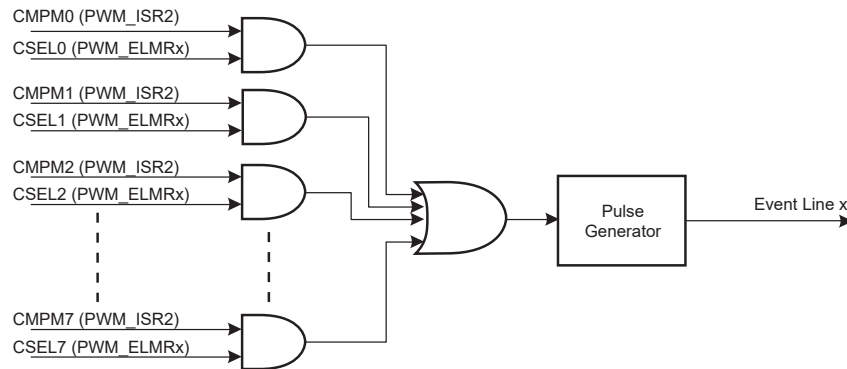 CMPM0 (PWM_ISR2)
CSEL0 (PWM_ELMRx)
CMPM1 (PWM_ISR2)
CSEL1 (PWM_ELMRx)
CMPM2 (PWM_ISR2)
CSEL2 (PWM_ELMRx)
CMPM7 (PWM_ISR2)
CSEL7 (PWM_ELMRx)
Pulse
Generator
Event Line x